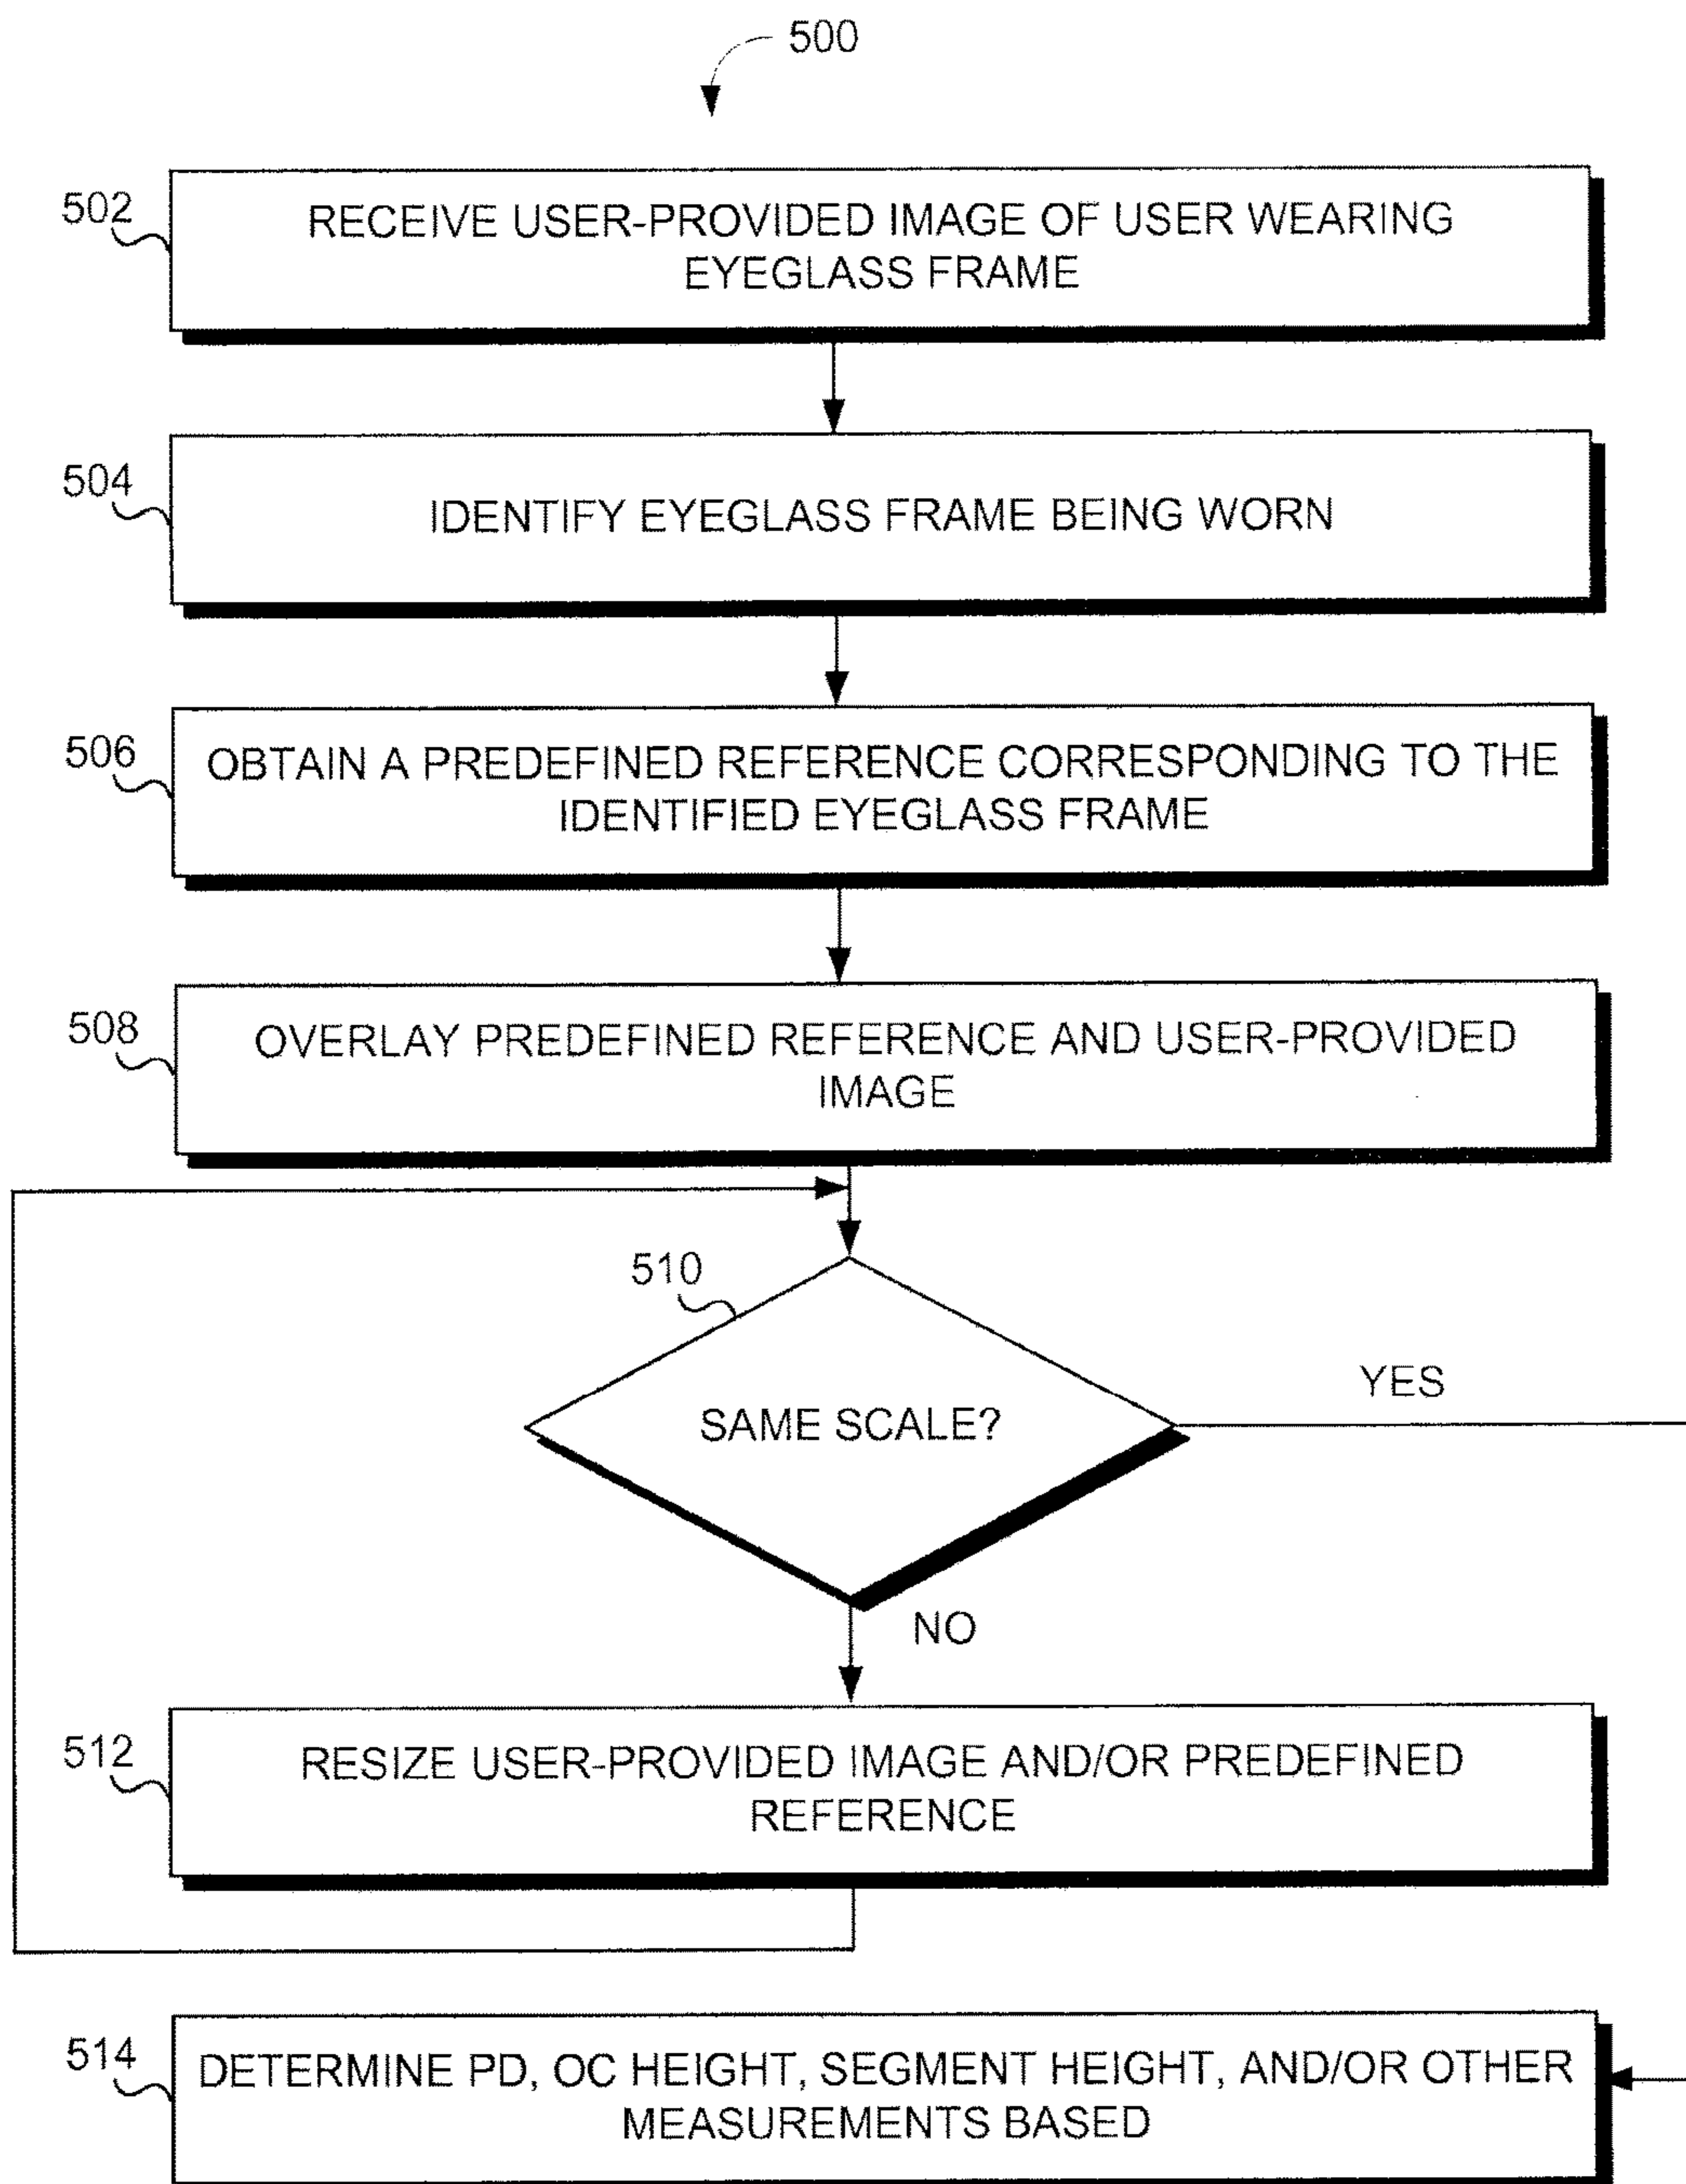 500
502
RECEIVE USER-PROVIDED IMAGE OF USER WEARING
EYEGLASS FRAME
504
IDENTIFY EYEGLASS FRAME BEING WORN
506
OBTAIN A PREDEFINED REFERENCE CORRESPONDING TO THE
IDENTIFIED EYEGLASS FRAME
508
OVERLAY PREDEFINED REFERENCE AND USER-PROVIDED
IMAGE
510
SAME SCALE?
YES
NO
512
RESIZE USER-PROVIDED IMAGE AND/OR PREDEFINED
REFERENCE
514
DETERMINE PD, OC HEIGHT, SEGMENT HEIGHT, AND/OR OTHER
MEASUREMENTS BASED